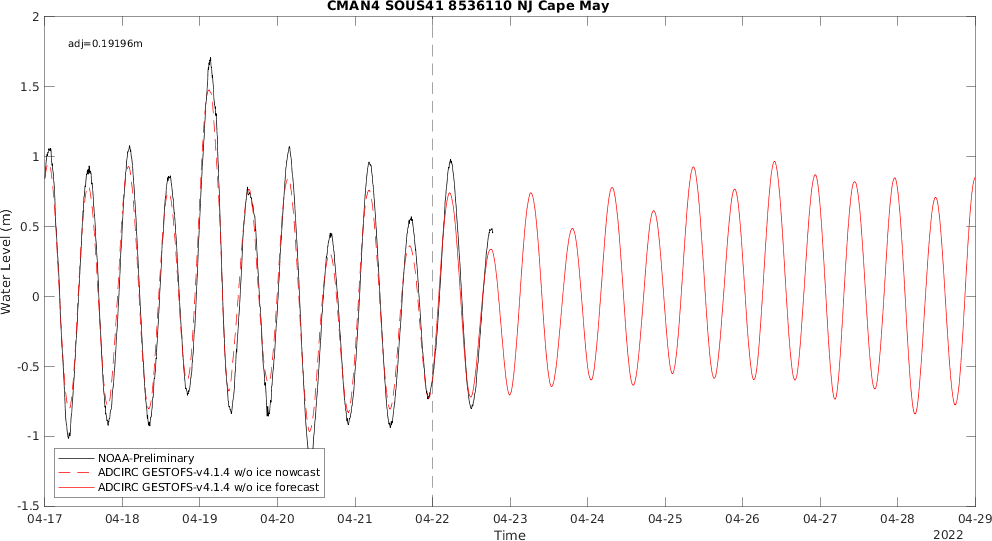 CMAN4 SOUS41 8536110 NJ Cape May
adj=0.19196m
2
1.5
1
0.5
0
-0.5
-1
-1.5
Water Level (m)
NOAA-Preliminary
ADCIRC GESTOFS-v4.1.4 w/o ice nowcast
ADCIRC GESTOFS-v4.1.4 w/o ice forecast
04-17 04-18 04-19 04-20 04-21 04-22 04-23 04-24 04-25 04-26 04-27 04-28 04-29
Time
2022